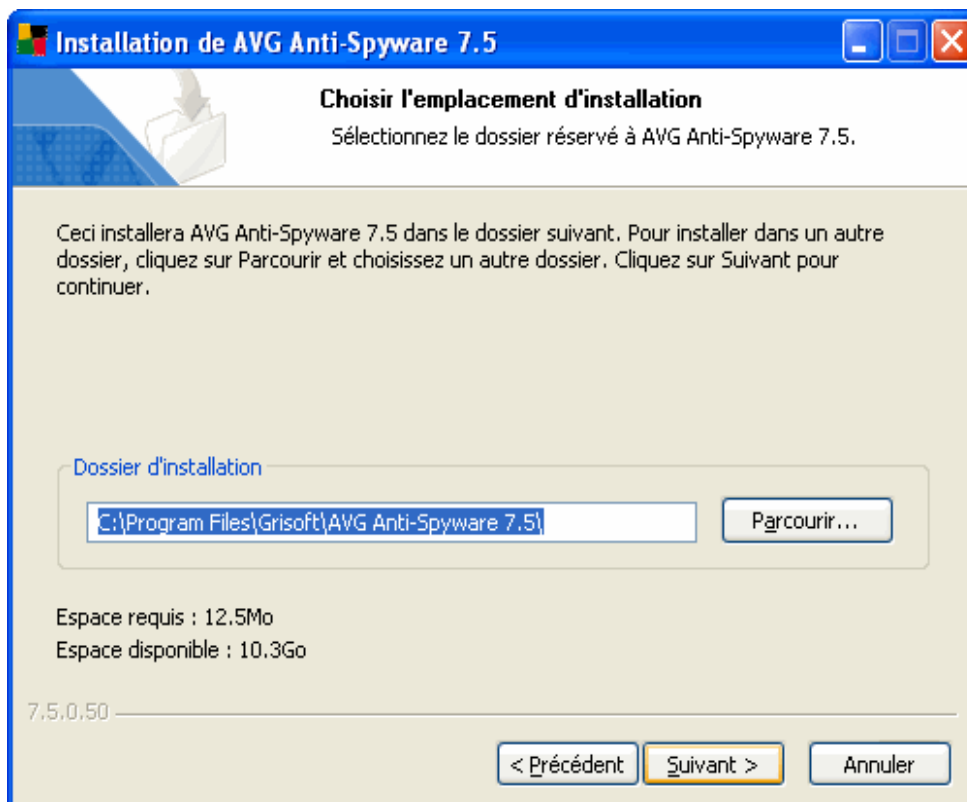 Installation de AVG Anti-Spyware 7.5
Choisir l'emplacement d'installation
Sélectionnez le dossier réservé à AVG Anti-Spyware 7.5.
Ceci installera AVG Anti-Spyware 7.5 dans le dossier suivant. Pour installer dans un autre
dossier, cliquez sur Parcourir et choisissez un autre dossier. Cliquez sur Suivant pour
continuer.
Dossier d'installation
C:\Program Files\Grisoft\AVG Anti-Spyware 7.5\
Parcourir...
Espace requis : 12.5Mo
Espace disponible : 10.3Go
7.5.0.50
< Précédent
Suivant >
Annuler